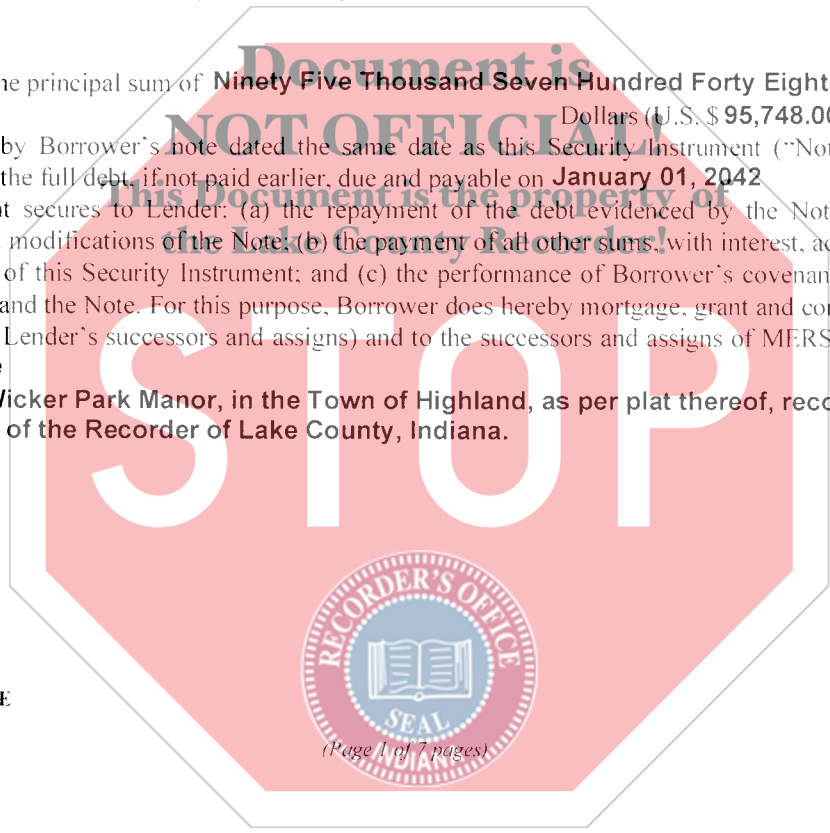 Document is
he principal sum of Ninety Five Thousand Seven Hundred Forty Eight
NOT OFFICIAL!
Dollars (U.S. $ 95,748.00
by Borrower's note dated the same date as this Security Instrument ("Not
the full debt, if not paid earlier, due and payable on January 01, 2042
This Document is the property of
t secures to Lender: (a) the repayment of the debt evidenced by the Not
modifications of the Note; (b) the payment of all other sums, with interest, ad
the Lake County Recorder!
of this Security Instrument; and (c) the performance of Borrower's covenan
and the Note. For this purpose, Borrower does hereby mortgage, grant and con
Lender's successors and assigns) and to the successors and assigns of MERS
e
Wicker Park Manor, in the Town of Highland, as per plat thereof, reco
of the Recorder of Lake County, Indiana.
STOP
RECORDER'S OFFICE
SEAL
INDIANA
E
(Page 1 of 7 pages)